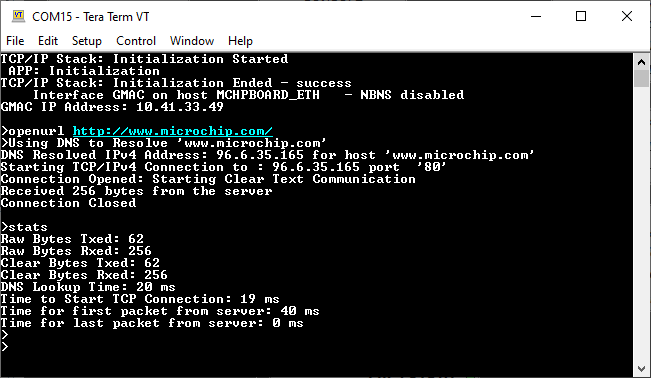 COM15 - Tera Term VT
File Edit Setup Control Window Help
TCP/IP Stack: Initialization Started
APP: Initialization
TCP/IP Stack: Initialization Ended - success
Interface GMAC on host MCHPBOARD_ETH - NBNS disabled
GMAC IP Address: 10.41.33.49
>openurl http://www.microchip.com/
>Using DNS to Resolve 'www.microchip.com'
DNS Resolved IPv4 Address: 96.6.35.165 for host 'www.microchip.com'
Starting TCP/IPv4 Connection to : 96.6.35.165 port '80'
Connection Opened: Starting Clear Text Communication
Received 256 bytes from the server
Connection Closed
>stats
Raw Bytes Txed: 62
Raw Bytes Rxed: 256
Clear Bytes Txed: 62
Clear Bytes Rxed: 256
DNS Lookup Time: 20 ms
Time to Start TCP Connection: 19 ms
Time for first packet from server: 40 ms
Time for last packet from server: 0 ms
>
>